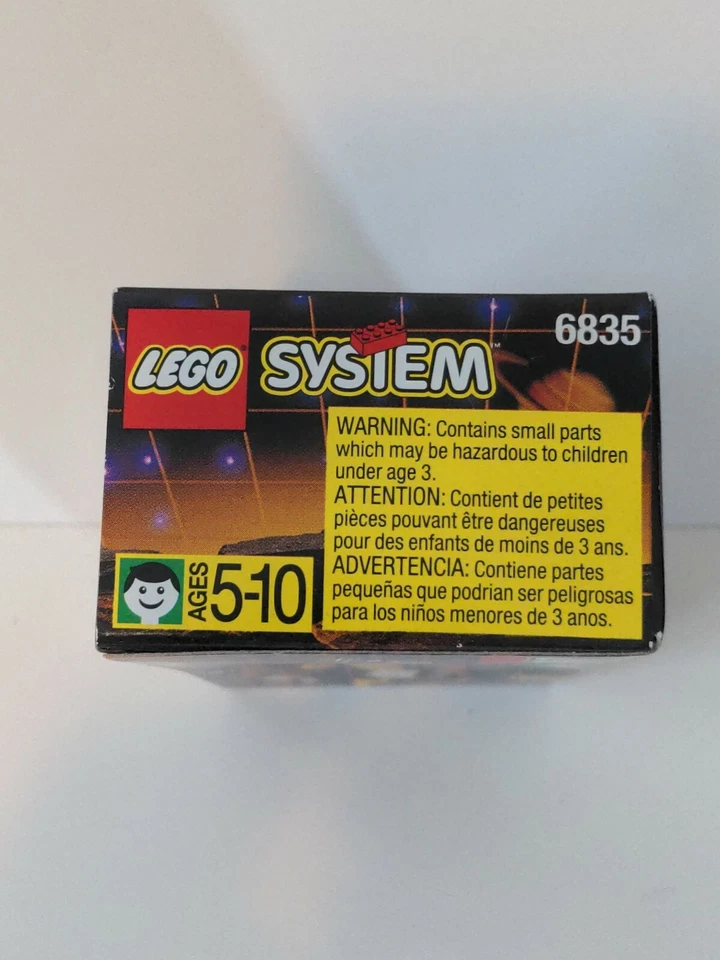 6835
LEGO® SYSTEM™
WARNING: Contains small parts
which may be hazardous to children
under age 3.
ATTENTION: Contient de petites
pièces pouvant être dangereuses
pour des enfants de moins de 3 ans.
ADVERTENCIA: Contiene partes
pequeñas que podrian ser peligrosas
para los niños menores de 3 anos.
AGES 5-10